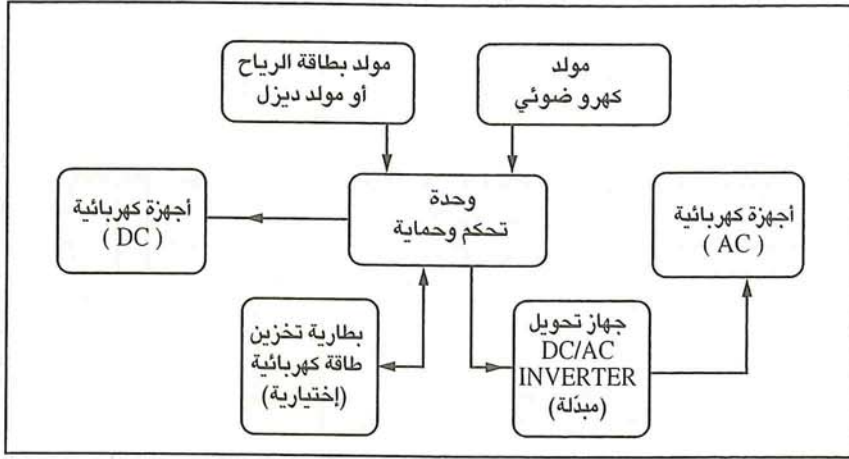 مولد
كهرو ضوئي
مولد بطاقة الرياح
أو مولد ديزل
وحدة
تحكم وحماية
أجهزة كهربائية
( AC )
أجهزة كهربائية
( DC )
جهاز تحويل
DC/AC
INVERTER
(مبدّلة)
بطارية تخزين
طاقة كهربائية
(إختيارية)